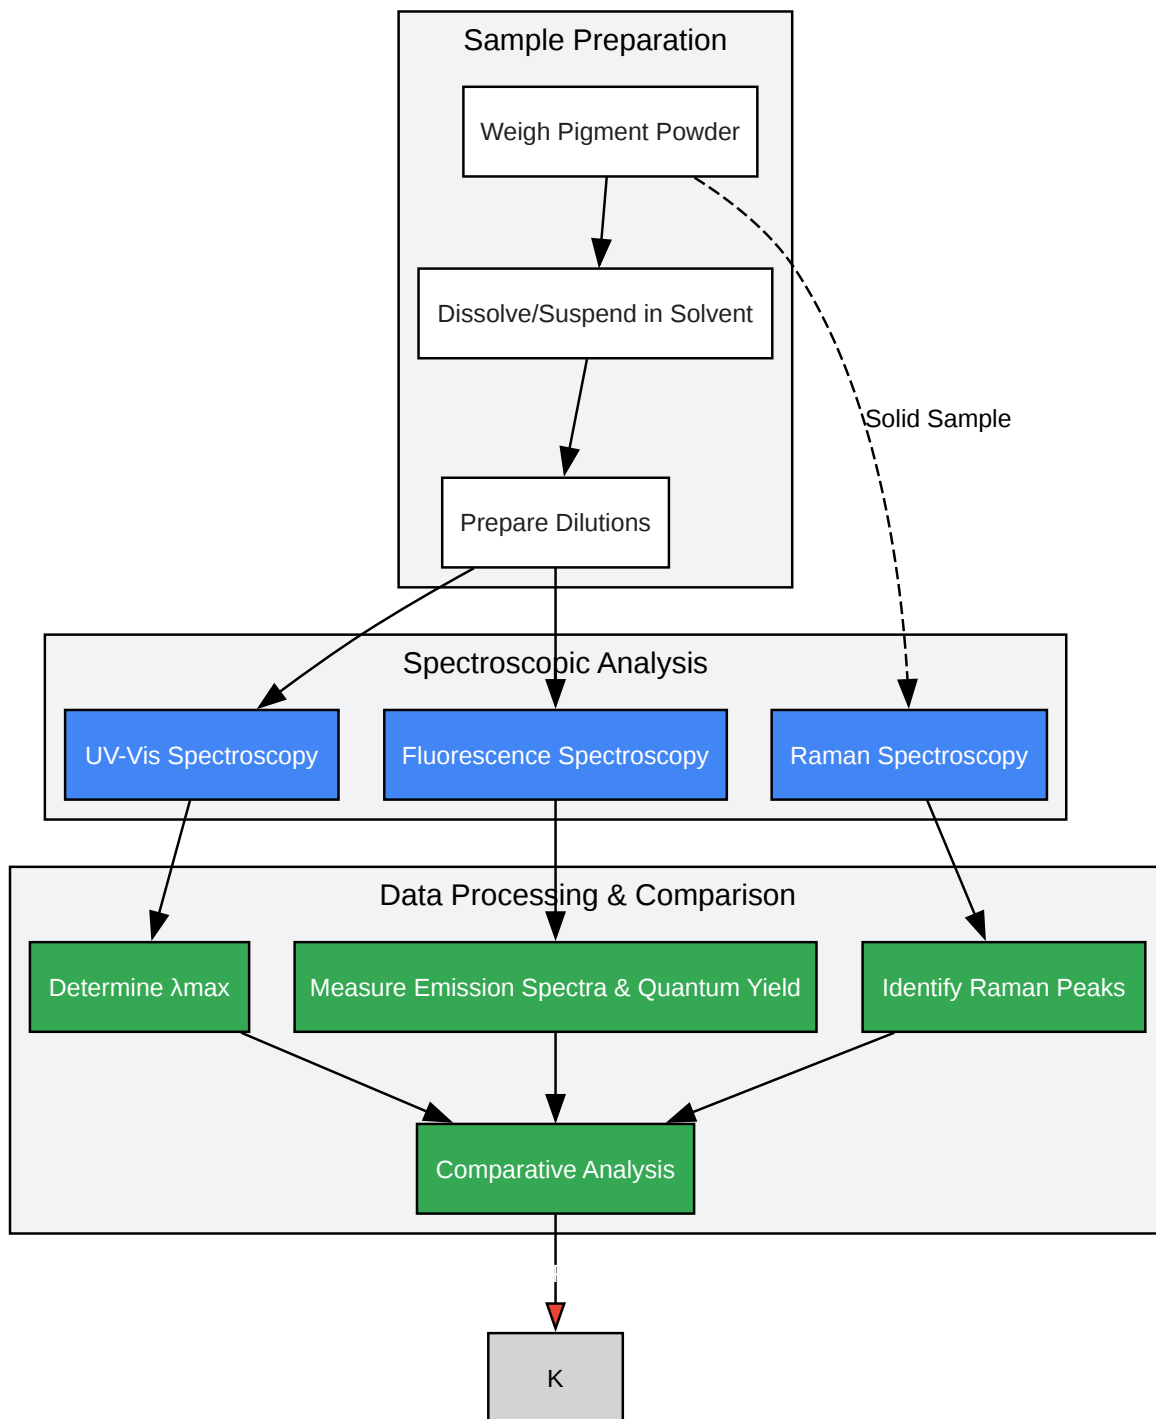 Sample Preparation
Weigh Pigment Powder
Dissolve/Suspend in Solvent
Solid Sample
Prepare Dilutions
Spectroscopic Analysis
UV-Vis Spectroscopy
Fluorescence Spectroscopy
Raman Spectroscopy
Data Processing & Comparison
Determine λmax
Measure Emission Spectra & Quantum Yield
Identify Raman Peaks
Comparative Analysis
K